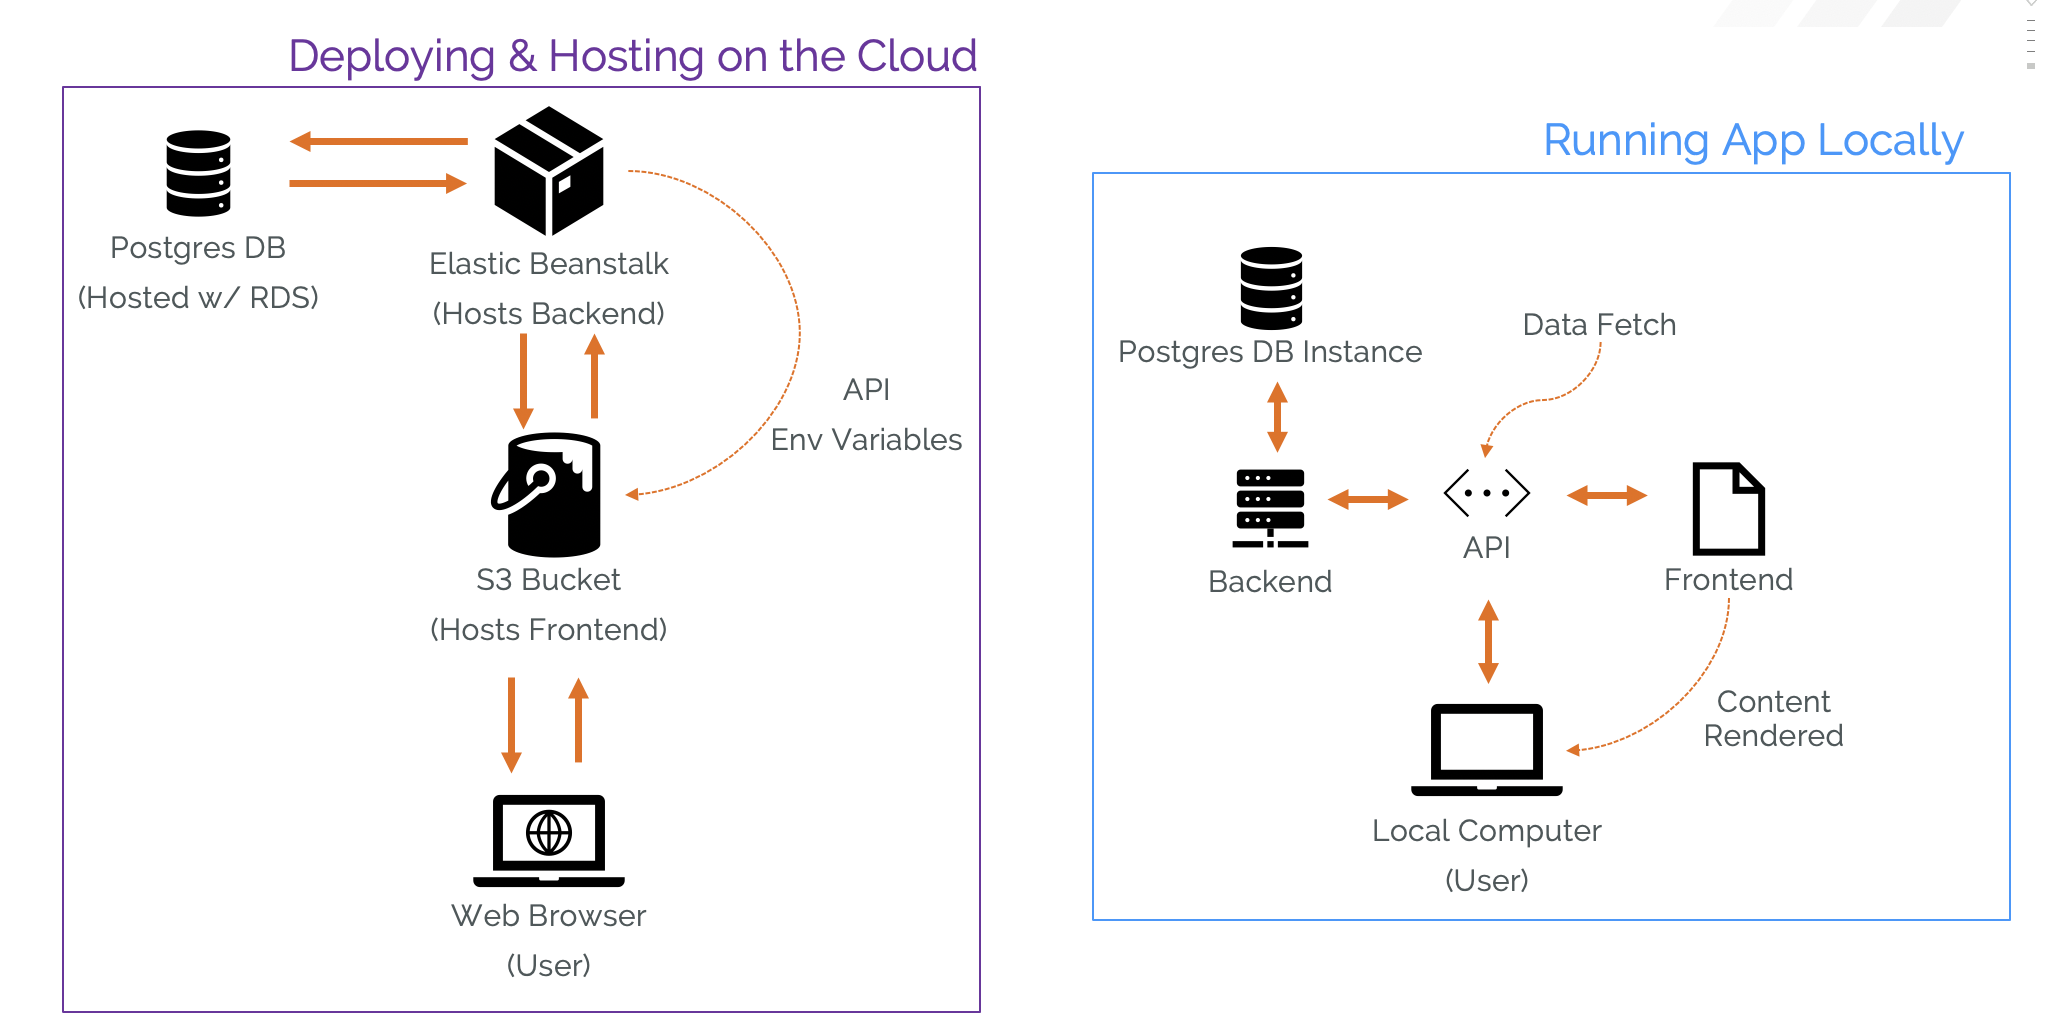 Deploying & Hosting on the Cloud
Postgres DB
(Hosted w/ RDS)
Elastic Beanstalk
(Hosts Backend)
API
Env Variables
S3 Bucket
(Hosts Frontend)
Web Browser
(User)
Running App Locally
Postgres DB Instance
Data Fetch
Backend
API
Frontend
Content
Rendered
Local Computer
(User)